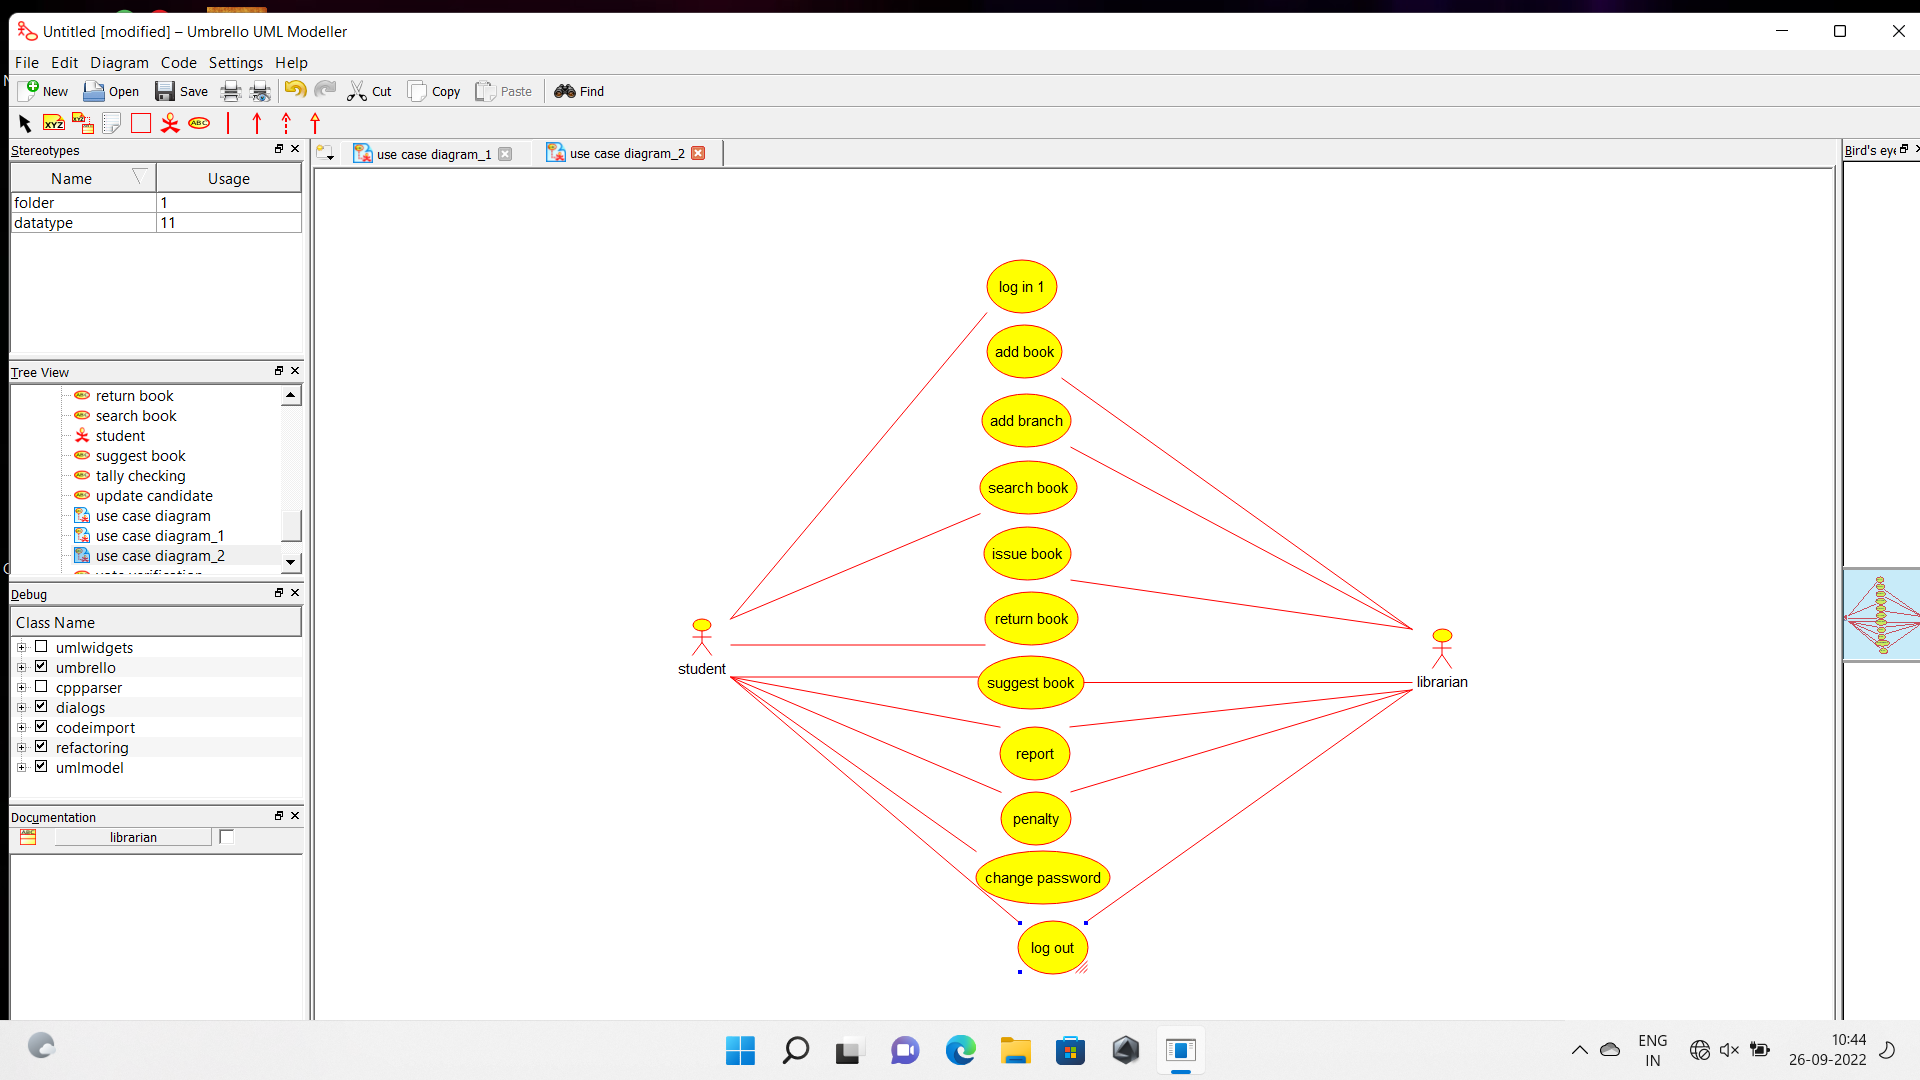 Untitled [modified] – Umbrello UML Modeller
File Edit Diagram Code Settings Help
New Open Save Cut Copy Paste Find
XYZ XYZ ABC
Stereotypes
use case diagram_1
use case diagram_2
Bird's eye
Name Usage
folder 1
datatype 11
Tree View
return book
search book
student
suggest book
tally checking
update candidate
use case diagram
use case diagram_1
use case diagram_2
Debug
Class Name
umlwidgets
umbrello
cppparser
dialogs
codeimport
refactoring
umlmodel
Documentation
librarian
log in 1
add book
add branch
search book
issue book
return book
student
suggest book
librarian
report
penalty
change password
log out
ENG
IN
10:44
26-09-2022